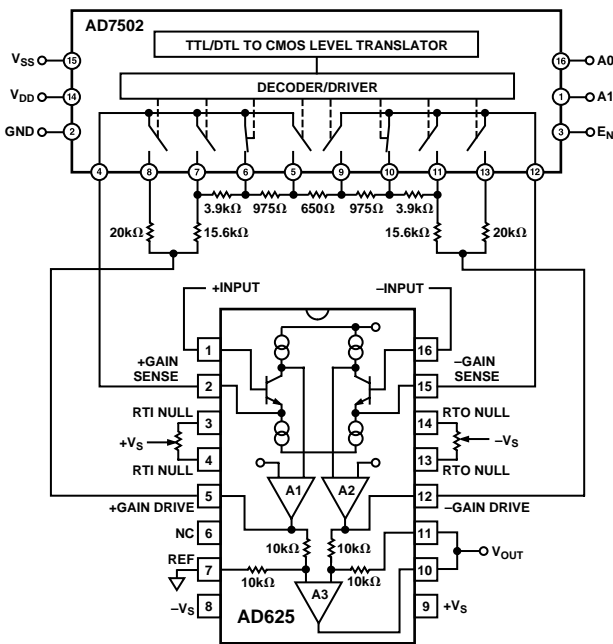 AD7502
TTL/DTL TO CMOS LEVEL TRANSLATOR
DECODER/DRIVER
VSS 15
VDD 14
GND 2
16 A0
1 A1
3 EN
4 8 7 6 5 9 10 11 13 12
3.9kΩ 975Ω 650Ω 975Ω 3.9kΩ
20kΩ 15.6kΩ 15.6kΩ 20kΩ
+INPUT –INPUT
1 16
+GAIN SENSE 2
15 –GAIN SENSE
RTI NULL 3
14 RTO NULL
+VS –VS
RTI NULL 4
13 RTO NULL
A1 A2
+GAIN DRIVE 5
12 –GAIN DRIVE
NC 6
10kΩ 10kΩ
11
VOUT
REF 7
10kΩ 10kΩ
10
A3
–VS 8
AD625
9 +VS